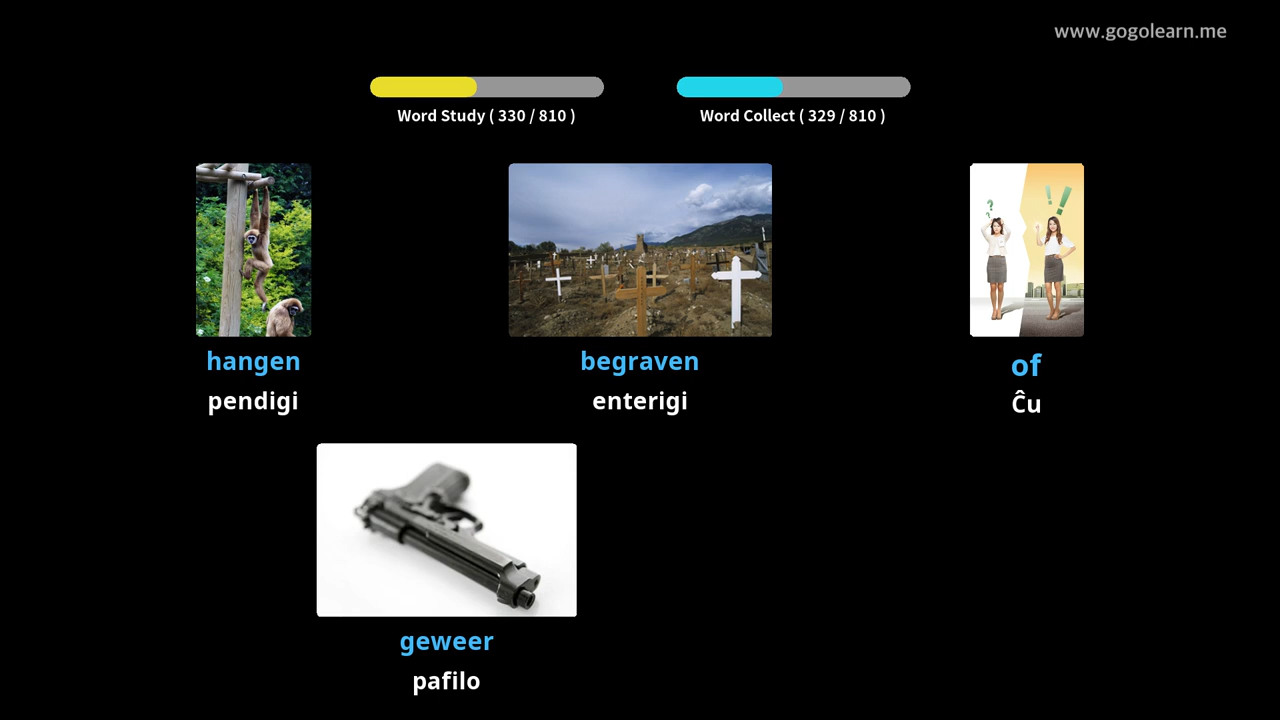 www.gogolearn.me
Word Study ( 330 / 810 )
Word Collect ( 329 / 810 )
hangen
pendigi
begraven
enterigi
of
Ĉu
geweer
pafilo